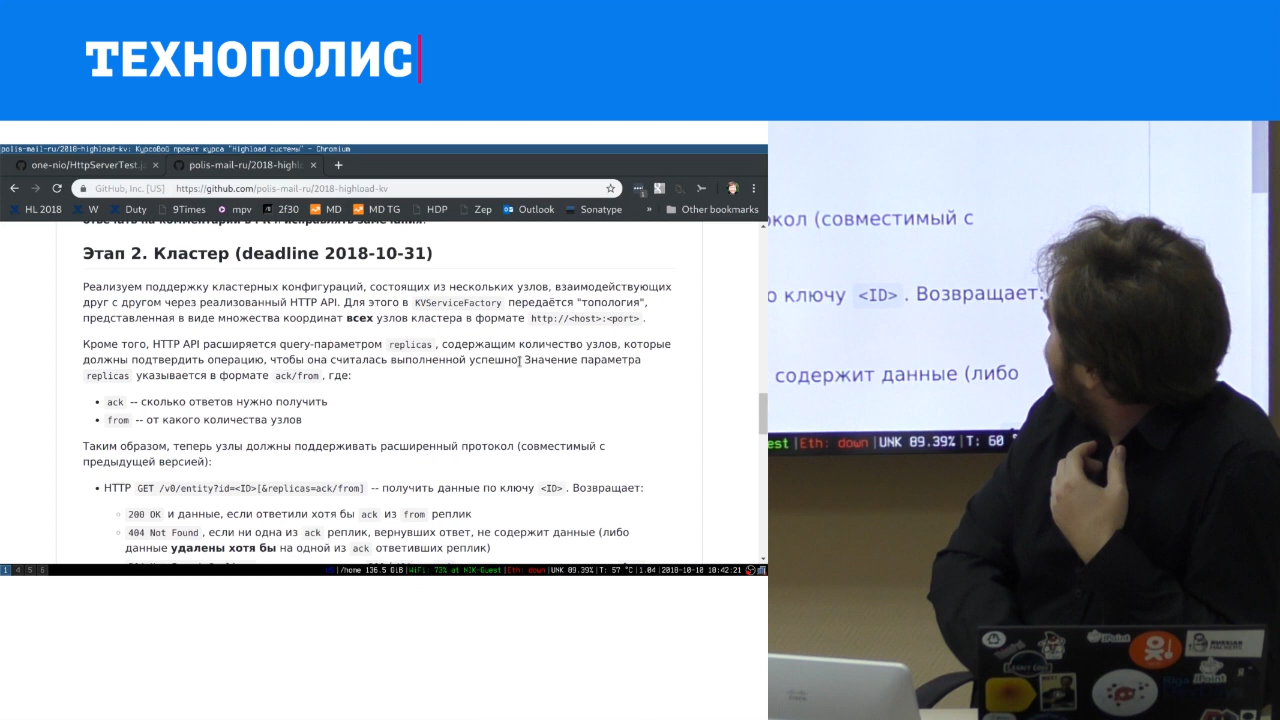 ТЕХНОПОЛИС
polis-mail-ru/2018-highload-kv: Курсовой проект курса "Highload системы" - Chromium
one-nio/HttpServerTest.ja
polis-mail-ru/2018-highl
GitHub, Inc. [US]
https://github.com/polis-mail-ru/2018-highload-kv
HL 2018
W
Duty
9Times
mpv
2f30
MD
MD TG
HDP
Zep
Outlook
Sonatype
»
Other bookmarks
Этап 2. Кластер (deadline 2018-10-31)
Реализуем поддержку кластерных конфигураций, состоящих из нескольких узлов, взаимодействующих
друг с другом через реализованный HTTP API. Для этого в KVServiceFactory передаётся "топология",
представленная в виде множества координат всех узлов кластера в формате http://<host>:<port>.
Кроме того, HTTP API расширяется query-параметром replicas, содержащим количество узлов, которые
должны подтвердить операцию, чтобы она считалась выполненной успешно. Значение параметра
replicas указывается в формате ack/from, где:
• ack -- сколько ответов нужно получить
• from -- от какого количества узлов
Таким образом, теперь узлы должны поддерживать расширенный протокол (совместимый с
предыдущей версией):
• HTTP GET /v0/entity?id=<ID>[&replicas=ack/from] -- получить данные по ключу <ID>. Возвращает:
◦ 200 OK и данные, если ответили хотя бы ack из from реплик
◦ 404 Not Found, если ни одна из ack реплик, вернувших ответ, не содержит данные (либо
данные удалены хотя бы на одной из ack ответивших реплик)
1 4 5 6
/home 136.5 GiB|WiFi: 73% at MIK-Guest|Eth: down|UNK 89.39%|T: 57 °C|1.04|2018-10-10 18:42:21
окол (совместимый с
о ключу <ID>. Возвращает:
содержит данные (либо
est|Eth: down|UNK 89.39%|T: 60 °
JPoint
RUSSIAN
HACKERS
JPoint
Я